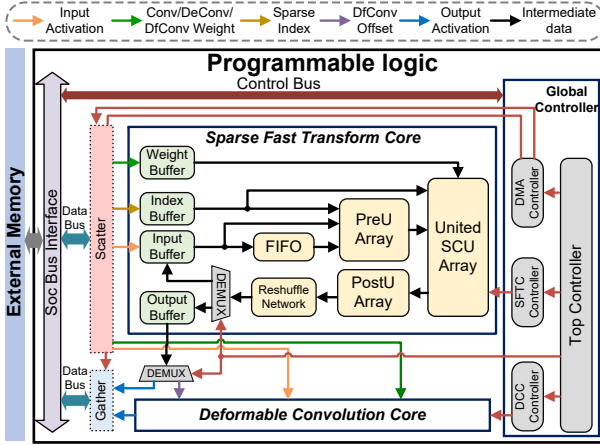 Input
Activation
Conv/DeConv/
DfConv Weight
Sparse
Index
DfConv
Offset
Output
Activation
Intermediate
data
Programmable logic
Control Bus
Global
Controller
External Memory
Soc Bus Interface
Data
Bus
Scatter
Sparse Fast Transform Core
Weight
Buffer
Index
Buffer
Input
Buffer
FIFO
PreU
Array
United
SCU
Array
DEMUX
Output
Buffer
Reshuffle
Network
PostU
Array
DMA
Controller
SFTC
Controller
DCC
Controller
Top Controller
Data
Bus
Gather
DEMUX
Deformable Convolution Core